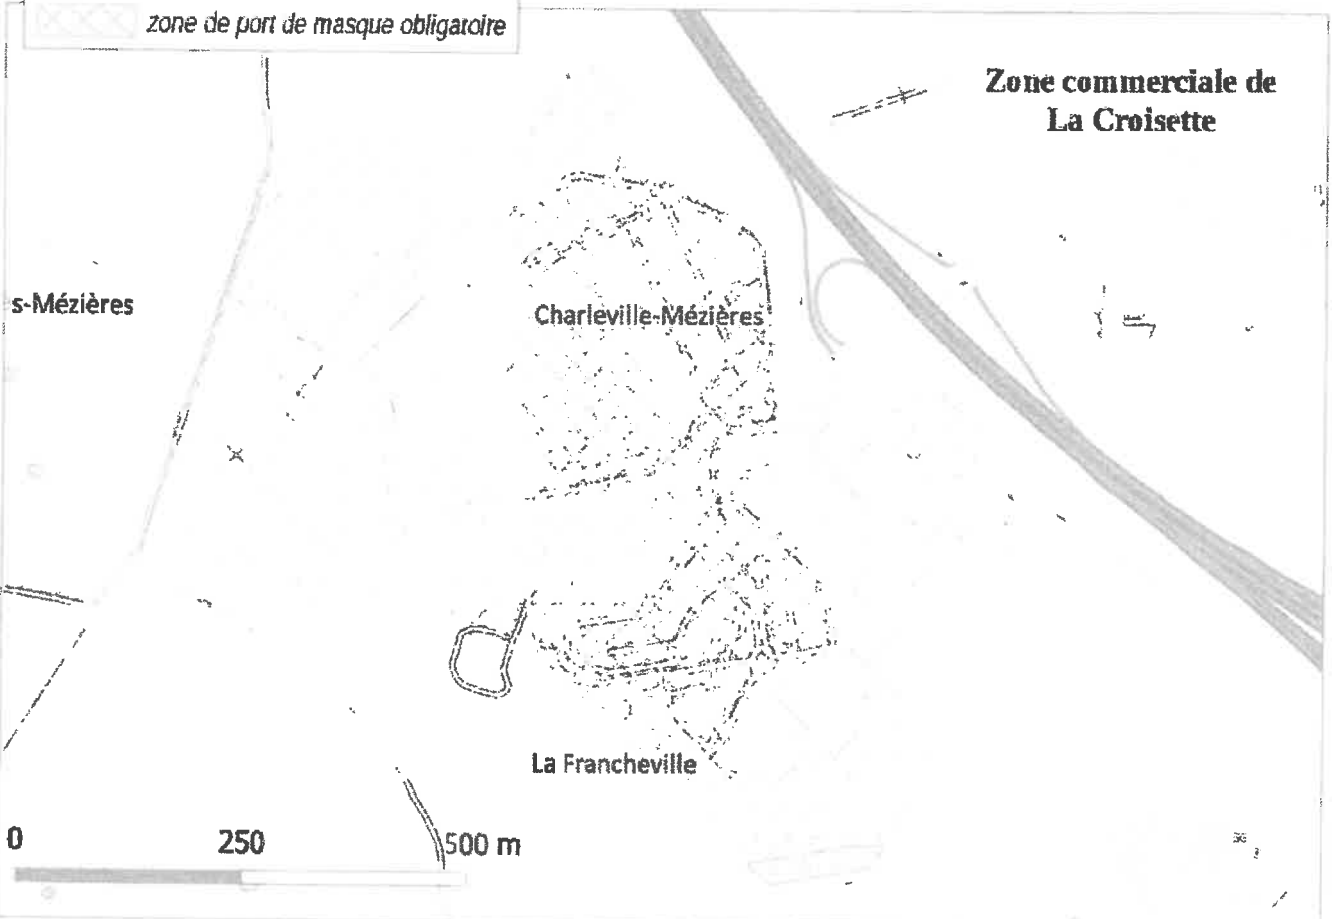 zone de port de masque obligatoire
Zone commerciale de
La Croisette
s-Mézières
Charleville-Mézières
La Francheville
0 250 500 m